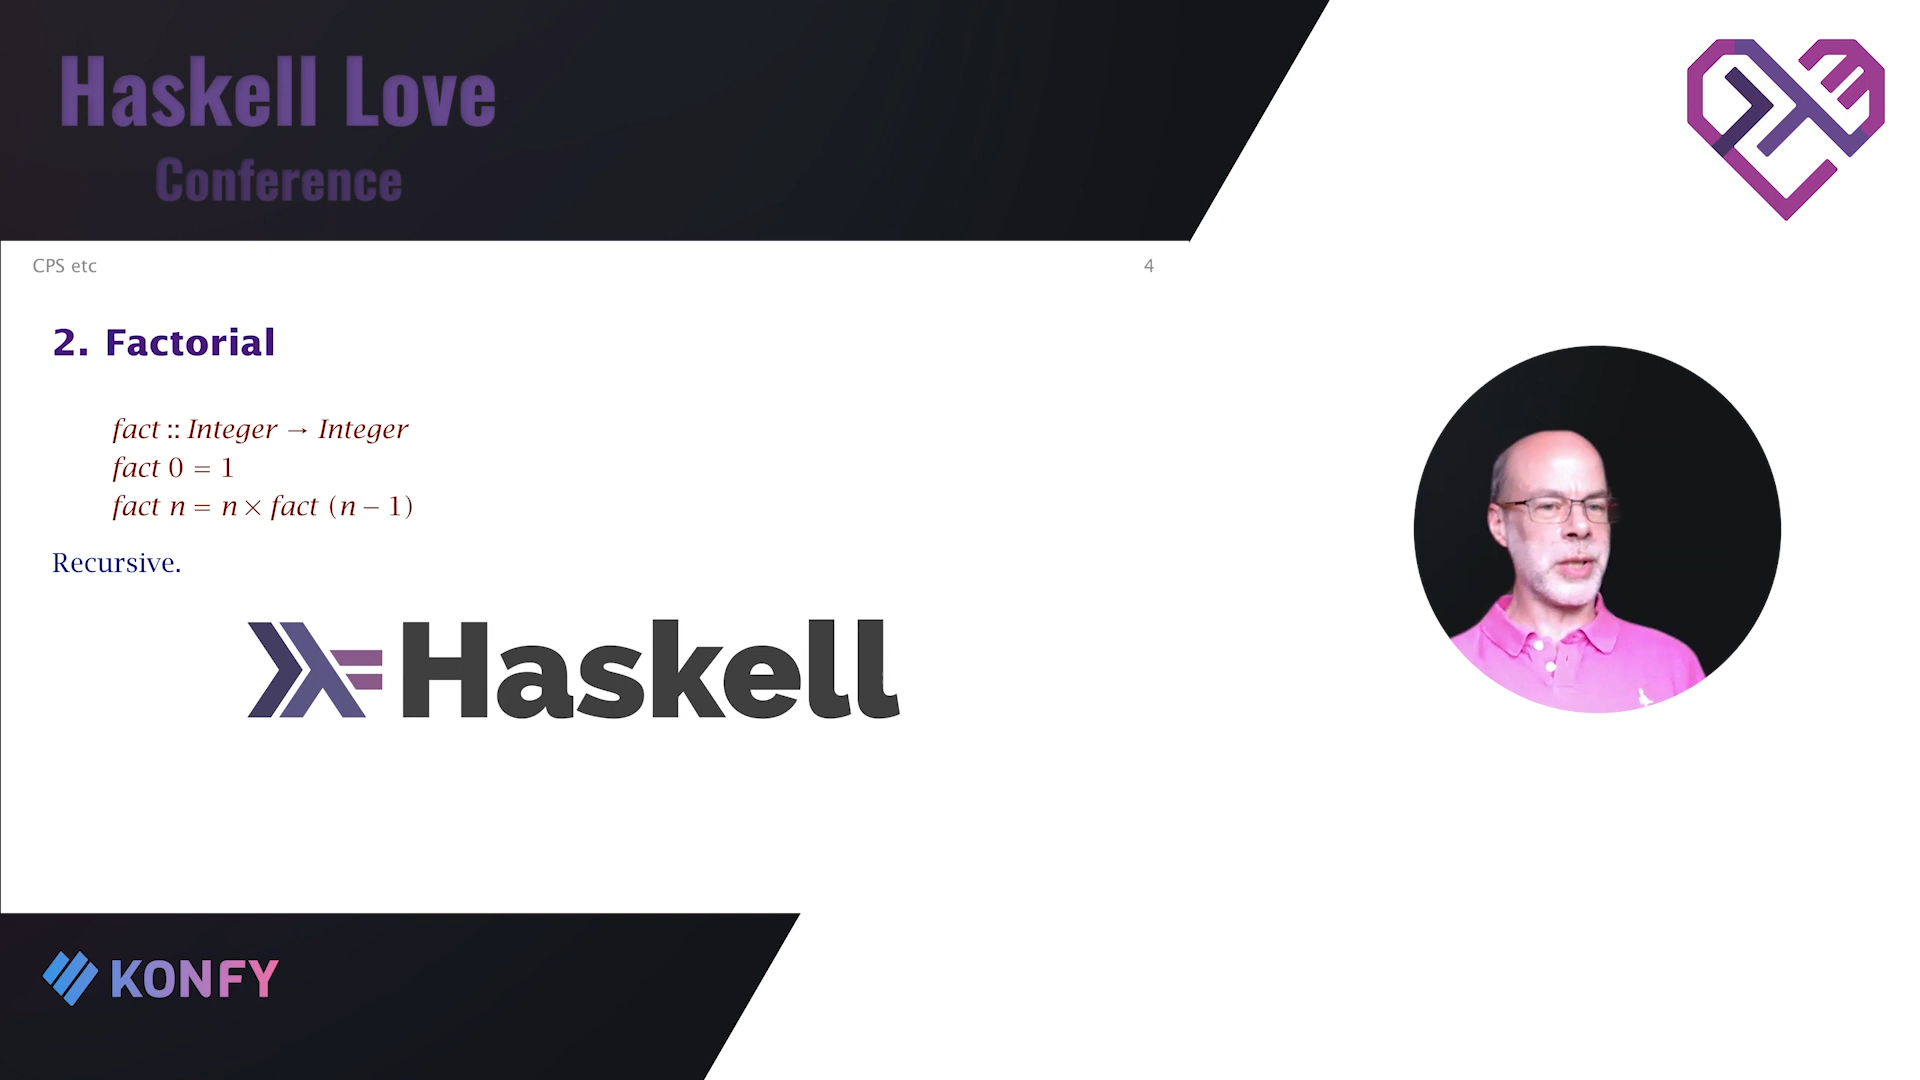 Haskell Love
Conference
CPS etc
4
2. Factorial
fact :: Integer → Integer
fact 0 = 1
fact n = n × fact (n − 1)
Recursive.
Haskell
KONFY